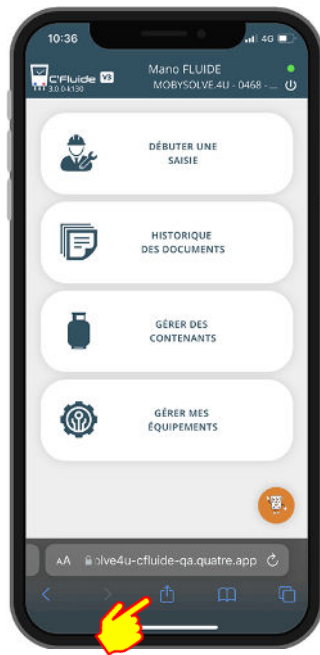 10:36
4G
C'Fluide V3
3.0.0-k130
Mano FLUIDE
MOBYSOLVE.4U - 0468 - ...
DÉBUTER UNE
SAISIE
HISTORIQUE
DES DOCUMENTS
GÉRER DES
CONTENANTS
GÉRER MES
ÉQUIPEMENTS
AA
olve4u-cfluide-qa.quatre.app